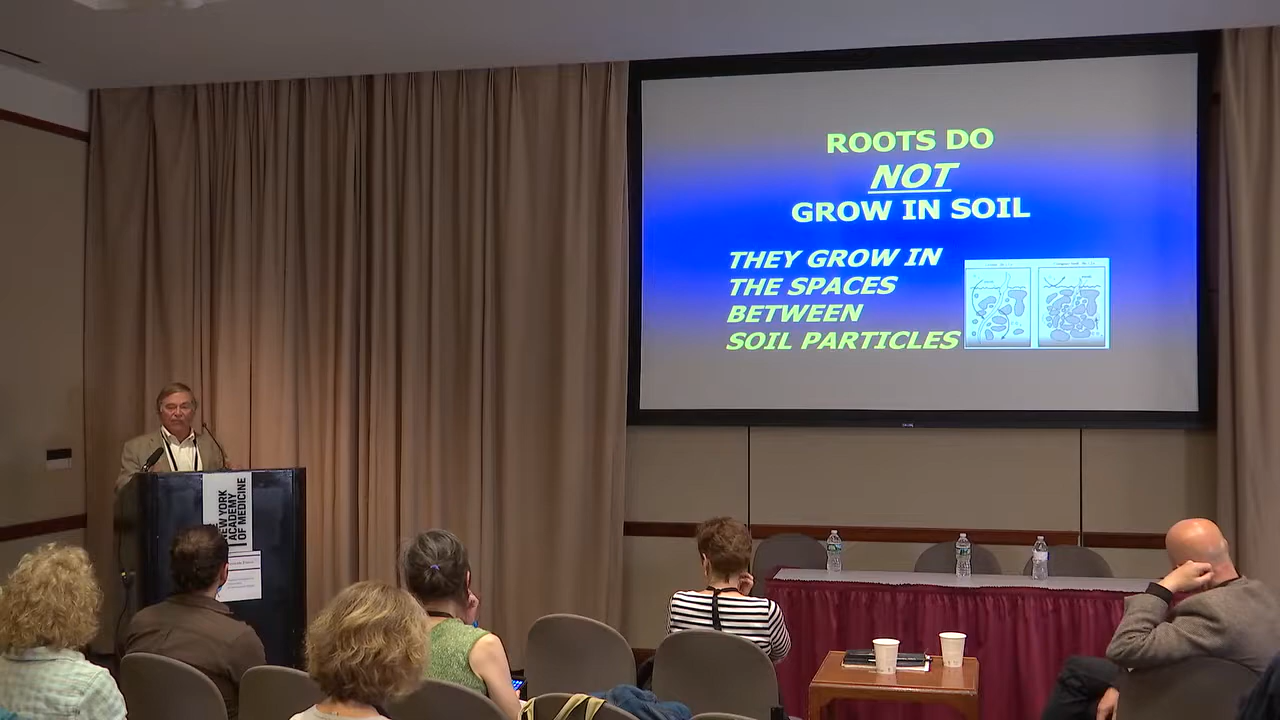 ROOTS DO
NOT
GROW IN SOIL
THEY GROW IN
THE SPACES
BETWEEN
SOIL PARTICLES
NEW YORK
ACADEMY
OF MEDICINE